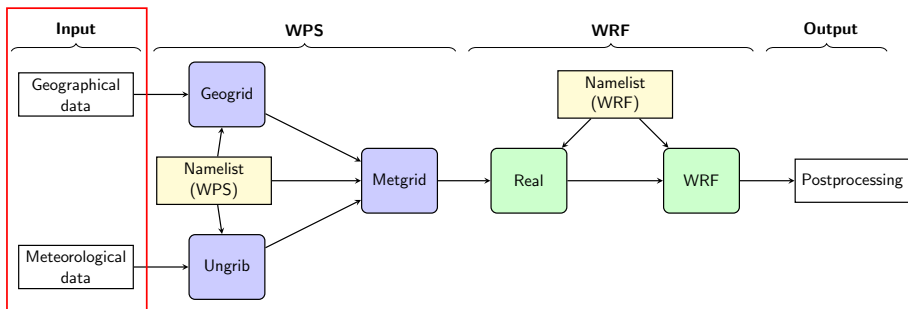 Input
WPS
WRF
Output
Geographical
data
Geogrid
Namelist
(WRF)
Namelist
(WPS)
Metgrid
Real
WRF
Postprocessing
Meteorological
data
Ungrib